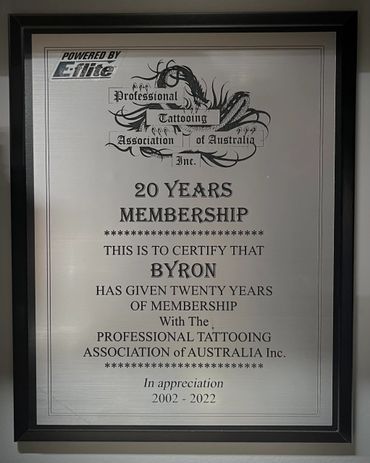 POWERED BY
E-flite
Professional
Tattooing
Association of Australia
Inc.
20 YEARS
MEMBERSHIP
************************
THIS IS TO CERTIFY THAT
BYRON
HAS GIVEN TWENTY YEARS
OF MEMBERSHIP
With The
PROFESSIONAL TATTOOING
ASSOCIATION of AUSTRALIA Inc.
************************
In appreciation
2002 - 2022